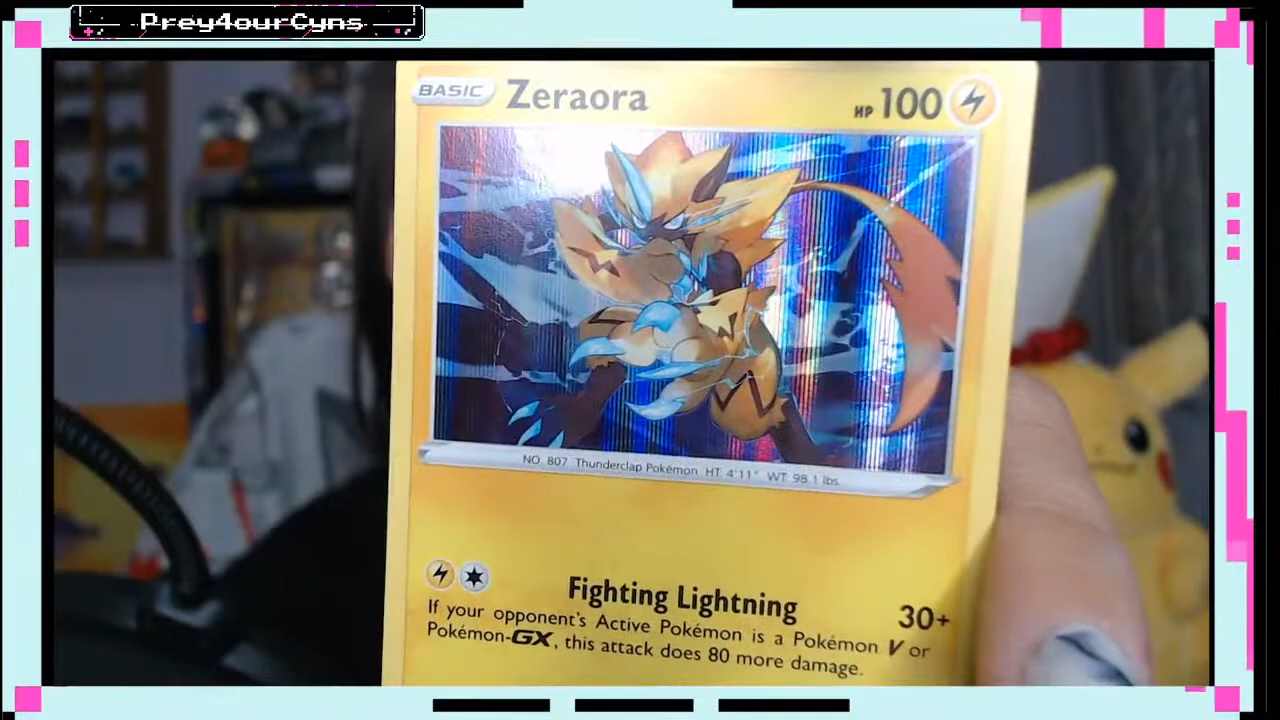 Prey4ourCyns
BASIC Zeraora HP 100
NO 807 Thunderclap Pokémon HT 4'11" WT 98.1 lbs.
Fighting Lightning 30+
If your opponent's Active Pokémon is a Pokémon V or
Pokémon-GX, this attack does 80 more damage.